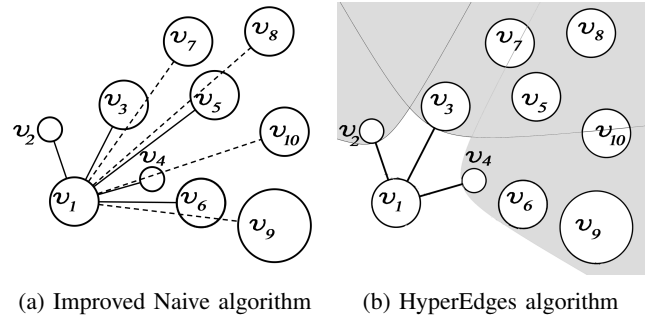 v₇ v₈ v₇ v₈
v₃ v₅ v₃ v₅
v₂ v₁₀ v₂ v₁₀
v₄ v₄
v₁ v₆ v₁ v₆
v₉ v₉
(a) Improved Naive algorithm (b) HyperEdges algorithm